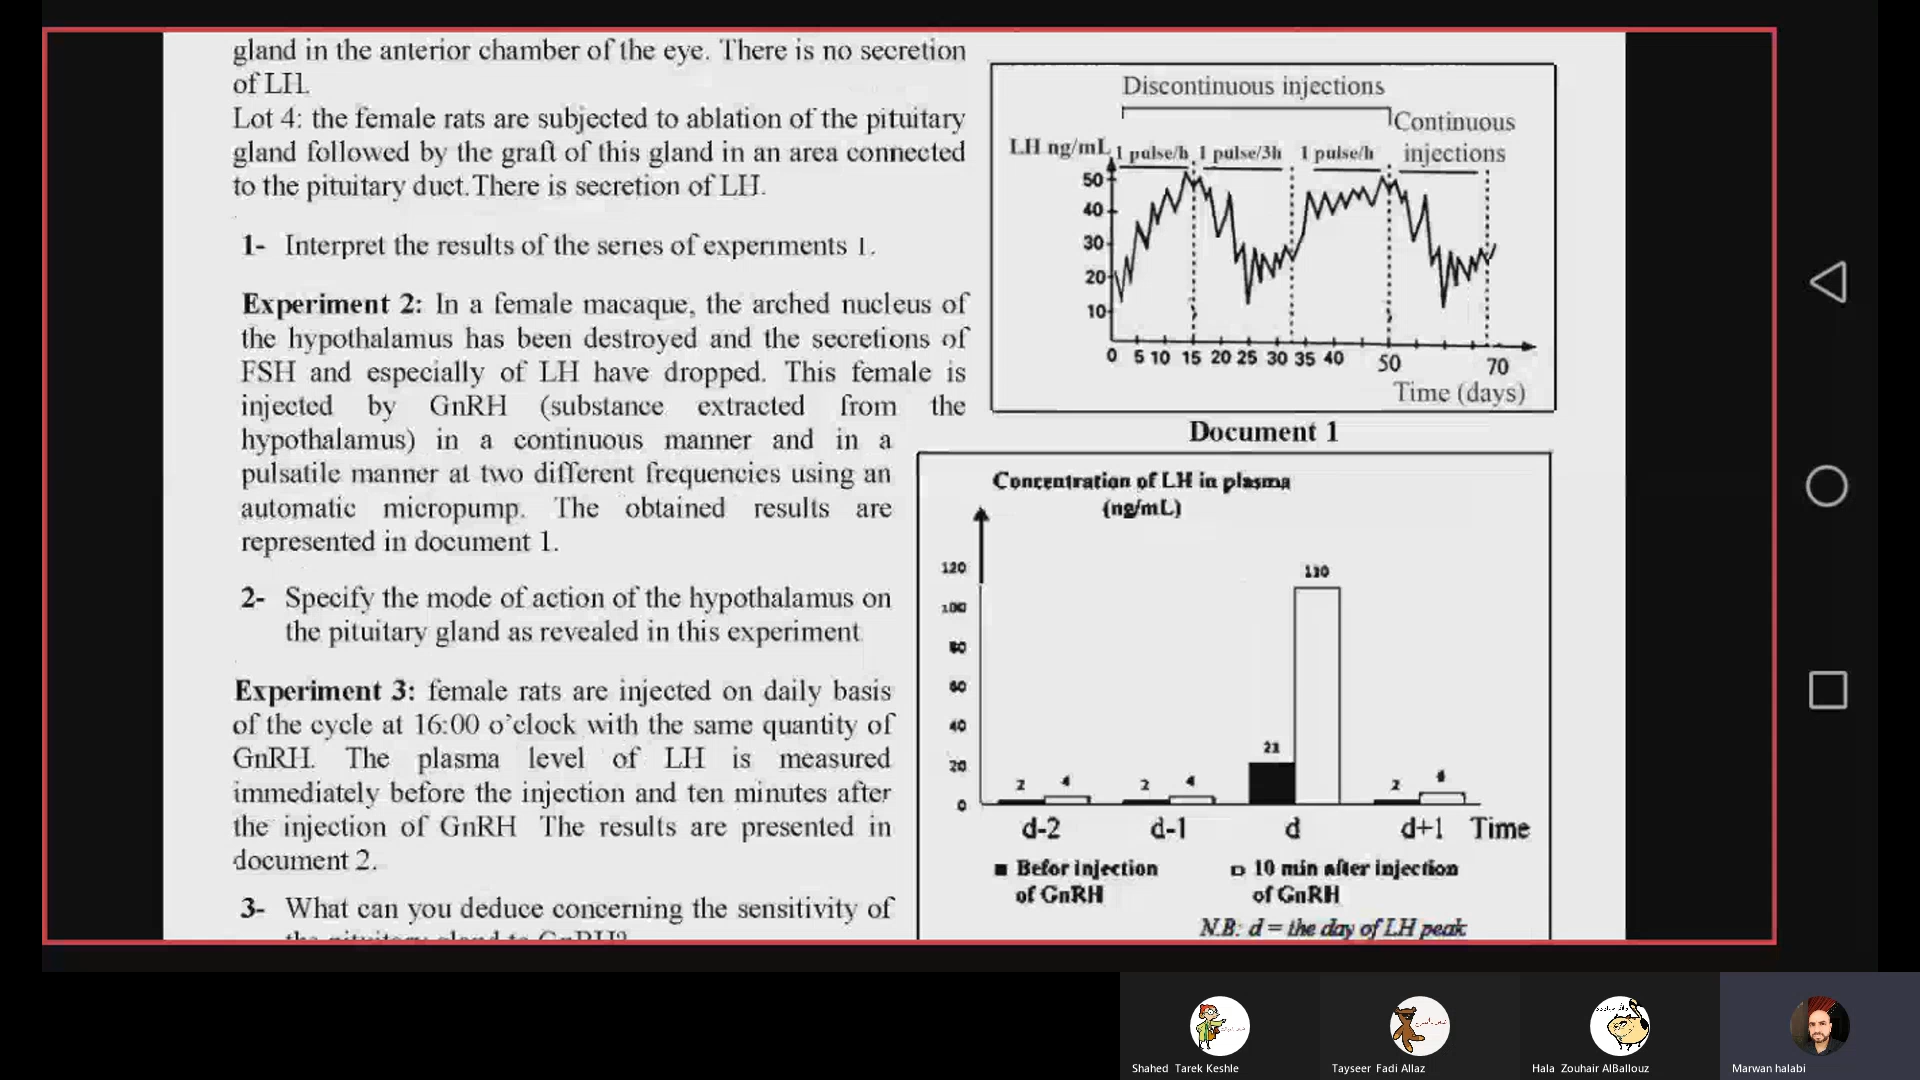 gland in the anterior chamber of the eye. There is no secretion
of LH.
Lot 4: the female rats are subjected to ablation of the pituitary
gland followed by the graft of this gland in an area connected
to the pituitary duct. There is secretion of LH.
1- Interpret the results of the series of experiments 1.
Experiment 2: In a female macaque, the arched nucleus of
the hypothalamus has been destroyed and the secretions of
FSH and especially of LH have dropped. This female is
injected by GnRH (substance extracted from the
hypothalamus) in a continuous manner and in a
pulsatile manner at two different frequencies using an
automatic micropump. The obtained results are
represented in document 1.
2- Specify the mode of action of the hypothalamus on
the pituitary gland as revealed in this experiment
Experiment 3: female rats are injected on daily basis
of the cycle at 16:00 o'clock with the same quantity of
GnRH. The plasma level of LH is measured
immediately before the injection and ten minutes after
the injection of GnRH The results are presented in
document 2.
3- What can you deduce concerning the sensitivity of
Discontinuous injections
Continuous
injections
LH ng/mL
1 pulse/h 1 pulse/3h 1 pulse/h
50
40
30
20
10
0 5 10 15 20 25 30 35 40 50 70
Time (days)
Document 1
Concentration of LH in plasma
(ng/mL)
120
100
80
60
40
20
0
2 4 2 4 21 110 2
d-2 d-1 d d+1 Time
Befor injection
of GnRH
10 min after injection
of GnRH
N.B: d = the day of LH peak
Shahed Tarek Keshle
Tayseer Fadi Allaz
Hala Zouhair AlBallouz
Marwan halabi